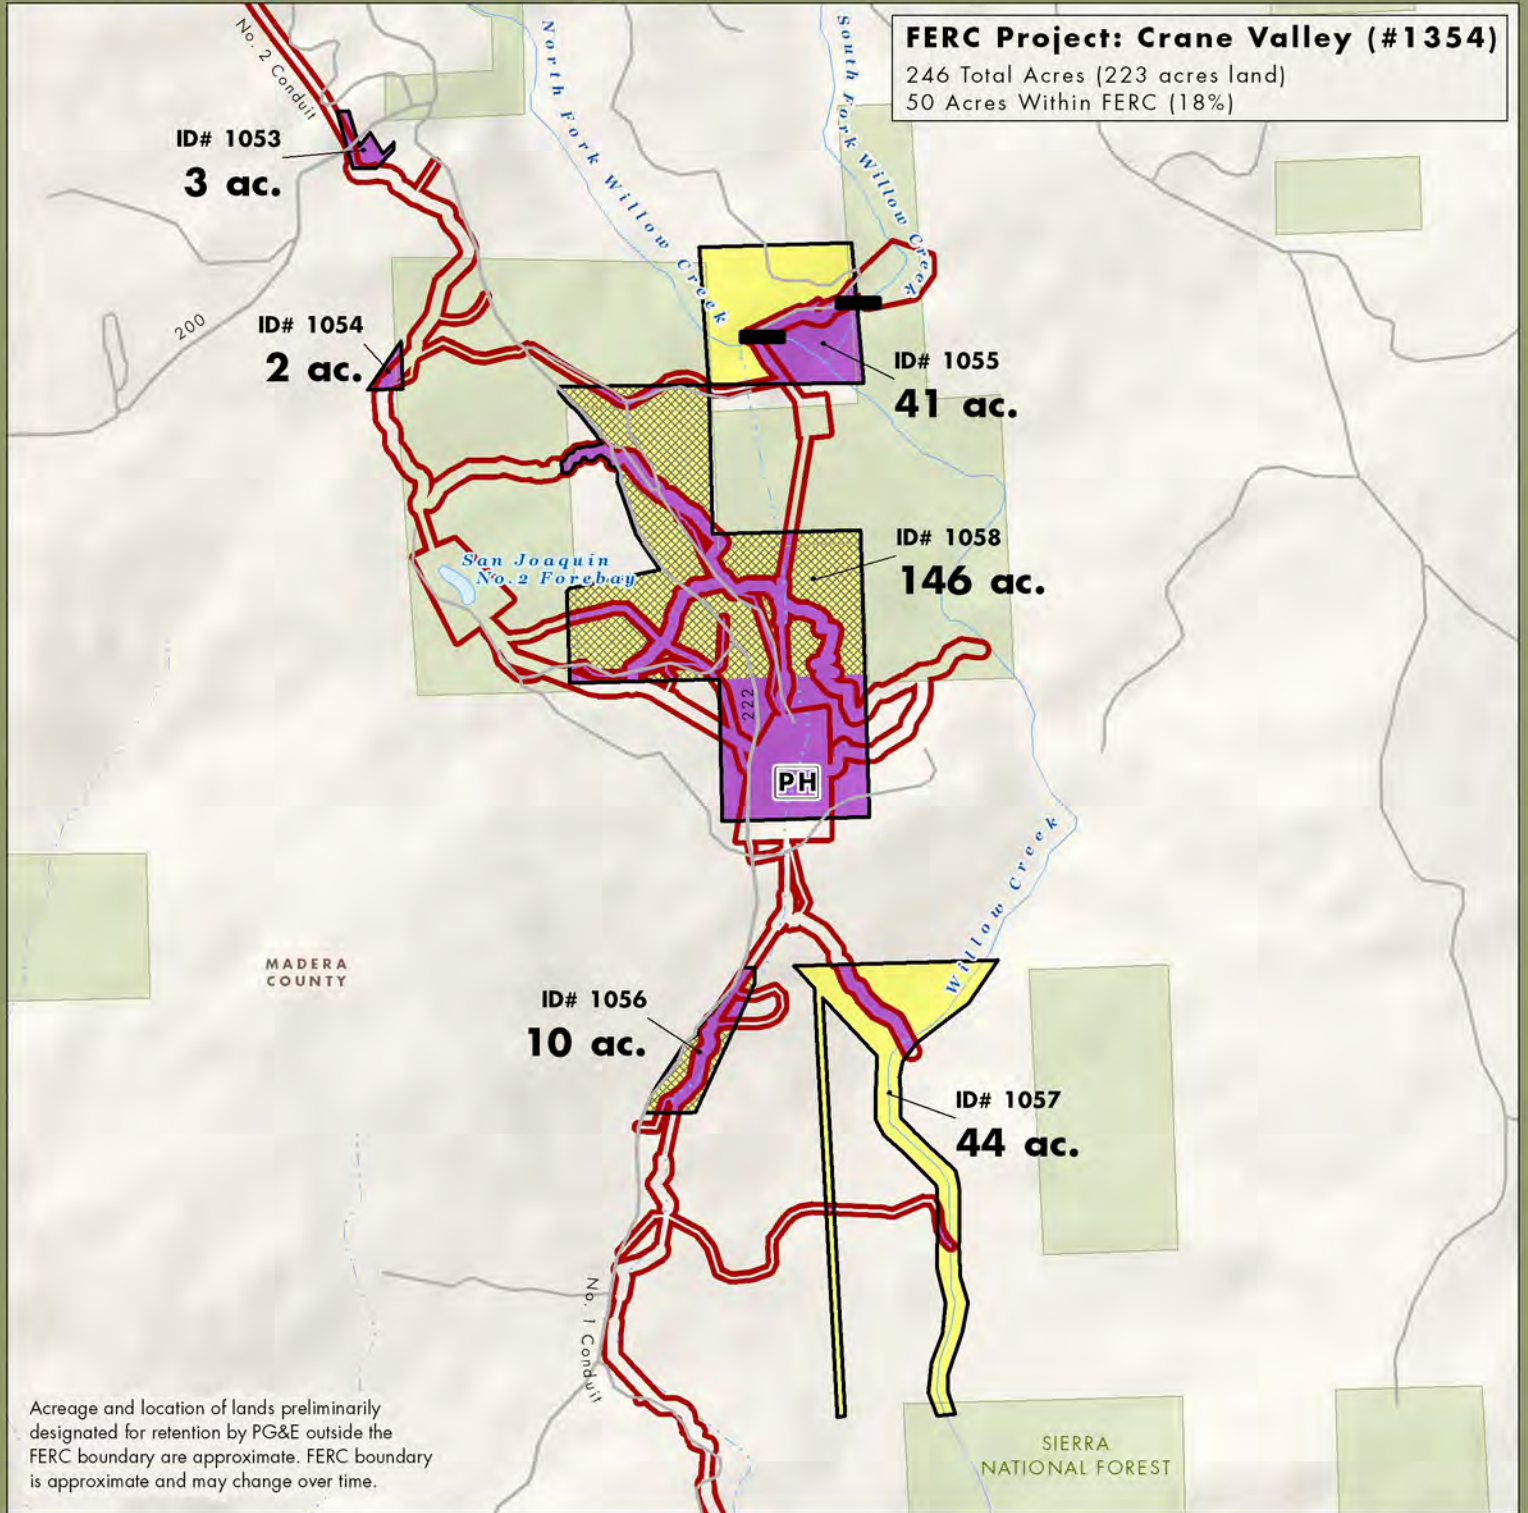 FERC Project: Crane Valley (#1354)
246 Total Acres (223 acres land)
50 Acres Within FERC (18%)
No. 2 Conduit
North Fork Willow Creek
South Fork Willow Creek
ID# 1053
3 ac.
200
ID# 1054
2 ac.
ID# 1055
41 ac.
ID# 1058
146 ac.
San Joaquin
No. 2 Forebay
222
PH
Willow Creek
MADERA
COUNTY
ID# 1056
10 ac.
ID# 1057
44 ac.
No. 1 Conduit
Acreage and location of lands preliminarily
designated for retention by PG&E outside the
FERC boundary are approximate. FERC boundary
is approximate and may change over time.
SIERRA
NATIONAL FOREST